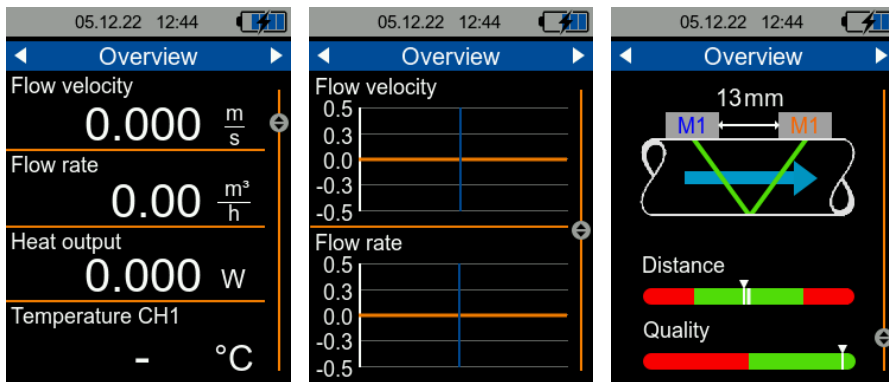 05.12.22 12:44
Overview
Flow velocity
0.000 m/s
Flow rate
0.00 m³/h
Heat output
0.000 W
Temperature CH1
- °C
05.12.22 12:44
Overview
Flow velocity
0.5
0.3
0.0
-0.3
-0.5
Flow rate
0.5
0.3
0.0
-0.3
-0.5
05.12.22 12:44
Overview
13mm
M1 M1
Distance
Quality